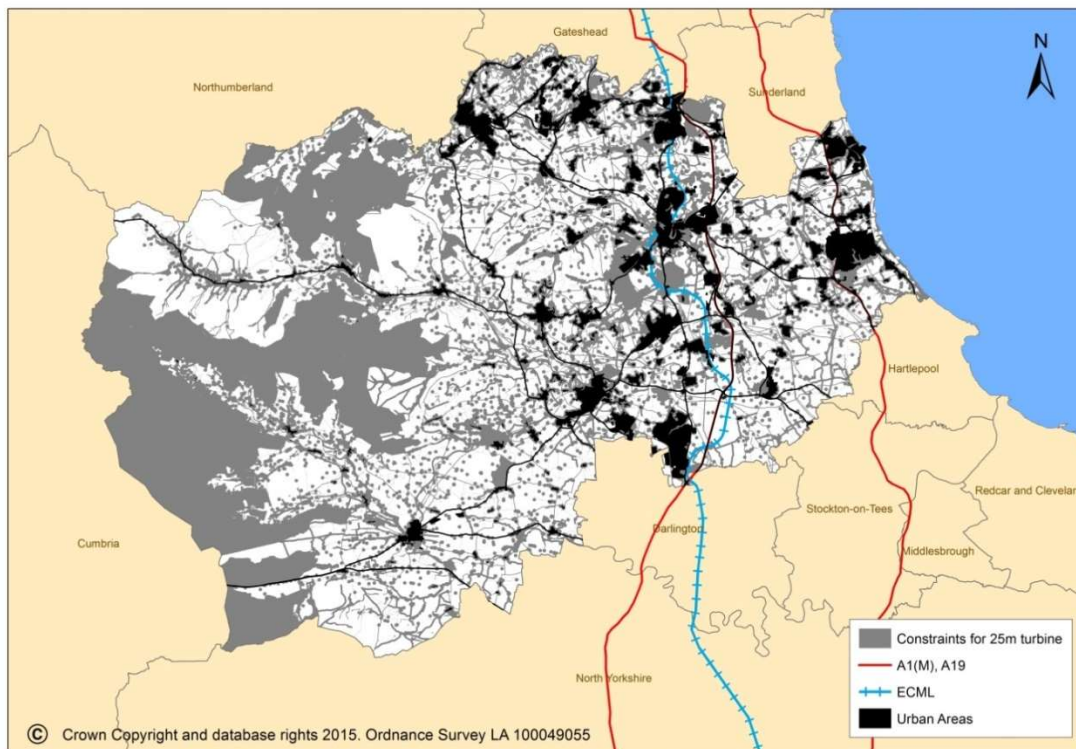 Gateshead
N
Northumberland
Sunderland
Hartlepool
Redcar and Clevelan
Stockton-on-Tees
Darlington
Cumbria
Middlesbrough
North Yorkshire
Constraints for 25m turbine
A1(M), A19
ECML
Urban Areas
© Crown Copyright and database rights 2015. Ordnance Survey LA 100049055